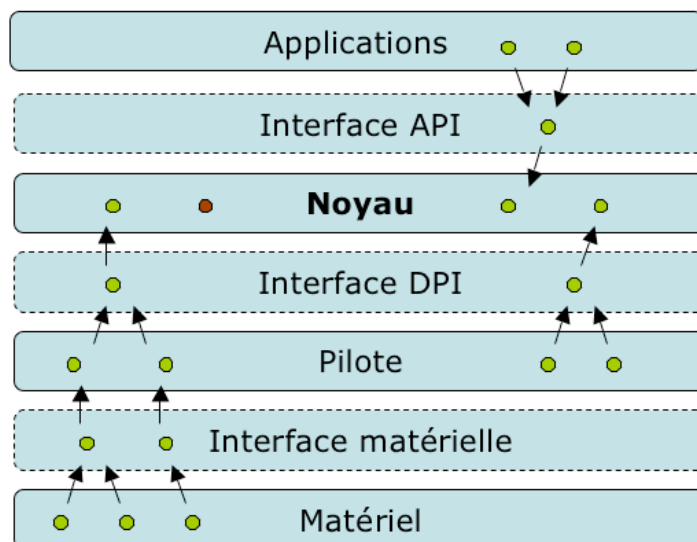 Applications
Interface API
Noyau
Interface DPI
Pilote
Interface matérielle
Matériel